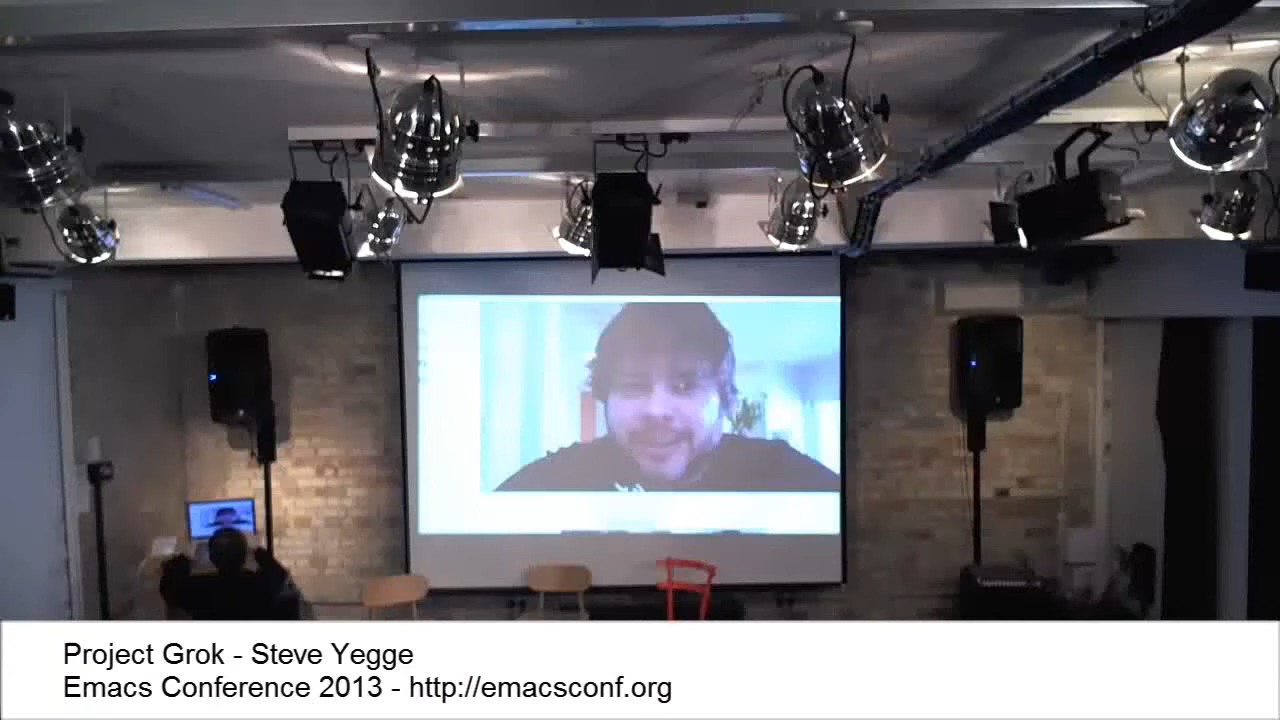 Project Grok - Steve Yegge
Emacs Conference 2013 - http://emacsconf.org